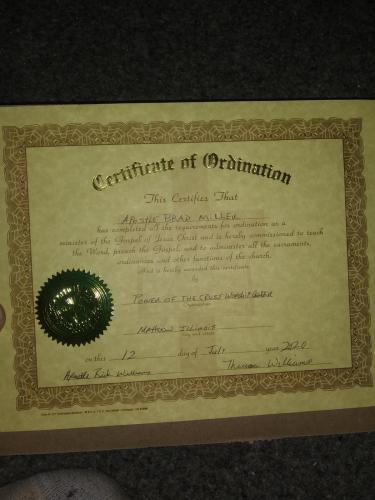 Certificate of Ordination
This Certifies That
APOSTLE BRAD MILLER
has completed all the requirements for ordination as a
minister of the Gospel of Jesus Christ and is hereby commissioned to teach
the Word, preach the Gospel, and to administer all the sacraments,
ordinances and other functions of the church.
and is hereby awarded this certificate
by
POWER OF THE CROSS WORSHIP CENTER
ILLINOIS
on this 12 day of July year 2020
Apostle Rick Williams Theresa Williams